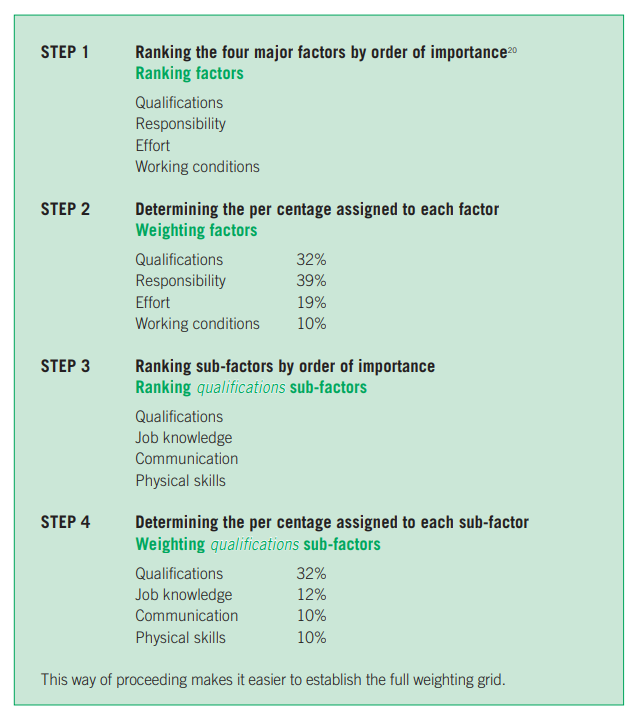 STEP 1 Ranking the four major factors by order of importance20
Ranking factors
Qualifications
Responsibility
Effort
Working conditions
STEP 2 Determining the per centage assigned to each factor
Weighting factors
Qualifications 32%
Responsibility 39%
Effort 19%
Working conditions 10%
STEP 3 Ranking sub-factors by order of importance
Ranking qualifications sub-factors
Qualifications
Job knowledge
Communication
Physical skills
STEP 4 Determining the per centage assigned to each sub-factor
Weighting qualifications sub-factors
Qualifications 32%
Job knowledge 12%
Communication 10%
Physical skills 10%
This way of proceeding makes it easier to establish the full weighting grid.